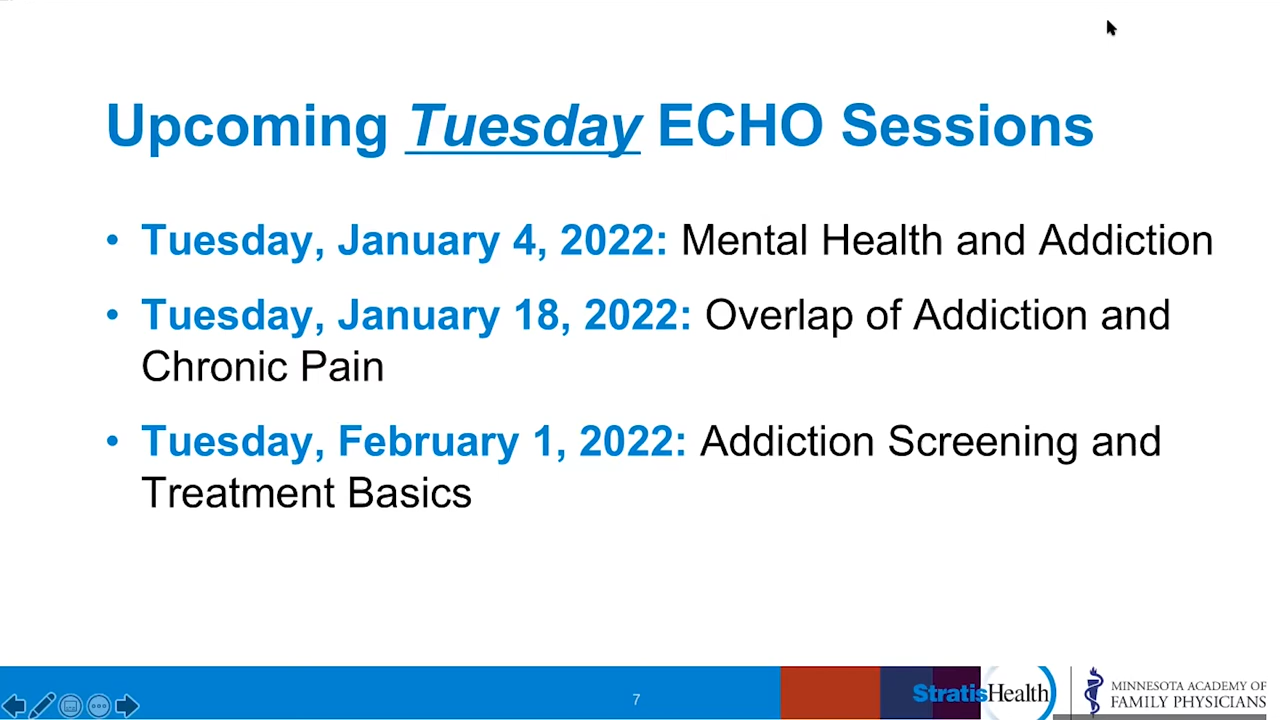 Upcoming Tuesday ECHO Sessions
• Tuesday, January 4, 2022: Mental Health and Addiction
• Tuesday, January 18, 2022: Overlap of Addiction and
Chronic Pain
• Tuesday, February 1, 2022: Addiction Screening and
Treatment Basics
7
StratisHealth
MINNESOTA ACADEMY OF
FAMILY PHYSICIANS